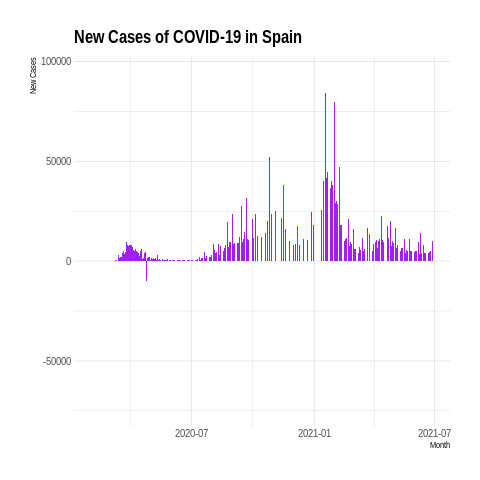 New Cases of COVID-19 in Spain
New Cases
100000
50000
0
-50000
2020-07
2021-01
2021-07
Month